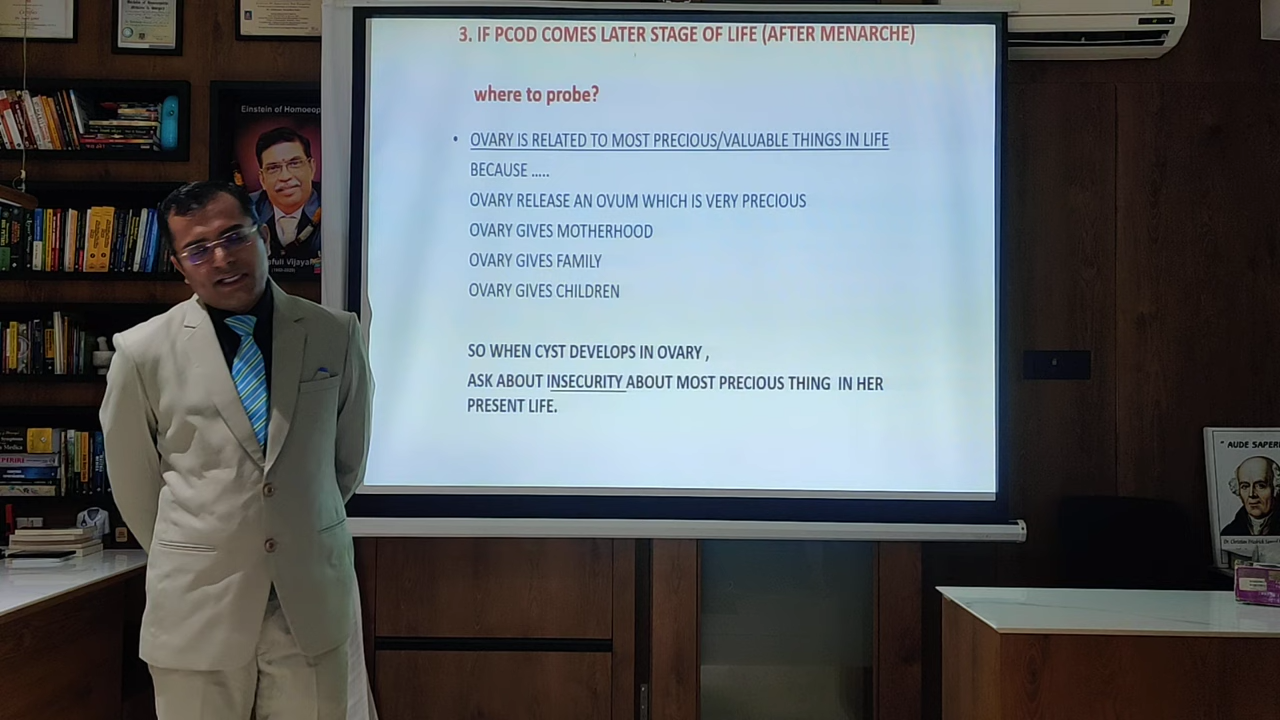 3. IF PCOD COMES LATER STAGE OF LIFE (AFTER MENARCHE)
where to probe?
• OVARY IS RELATED TO MOST PRECIOUS/VALUABLE THINGS IN LIFE
BECAUSE .....
OVARY RELEASE AN OVUM WHICH IS VERY PRECIOUS
OVARY GIVES MOTHERHOOD
OVARY GIVES FAMILY
OVARY GIVES CHILDREN
SO WHEN CYST DEVELOPS IN OVARY ,
ASK ABOUT INSECURITY ABOUT MOST PRECIOUS THING IN HER
PRESENT LIFE.
Einstein of Homoeop
afuli Vijaya
" AUDE SAPERE